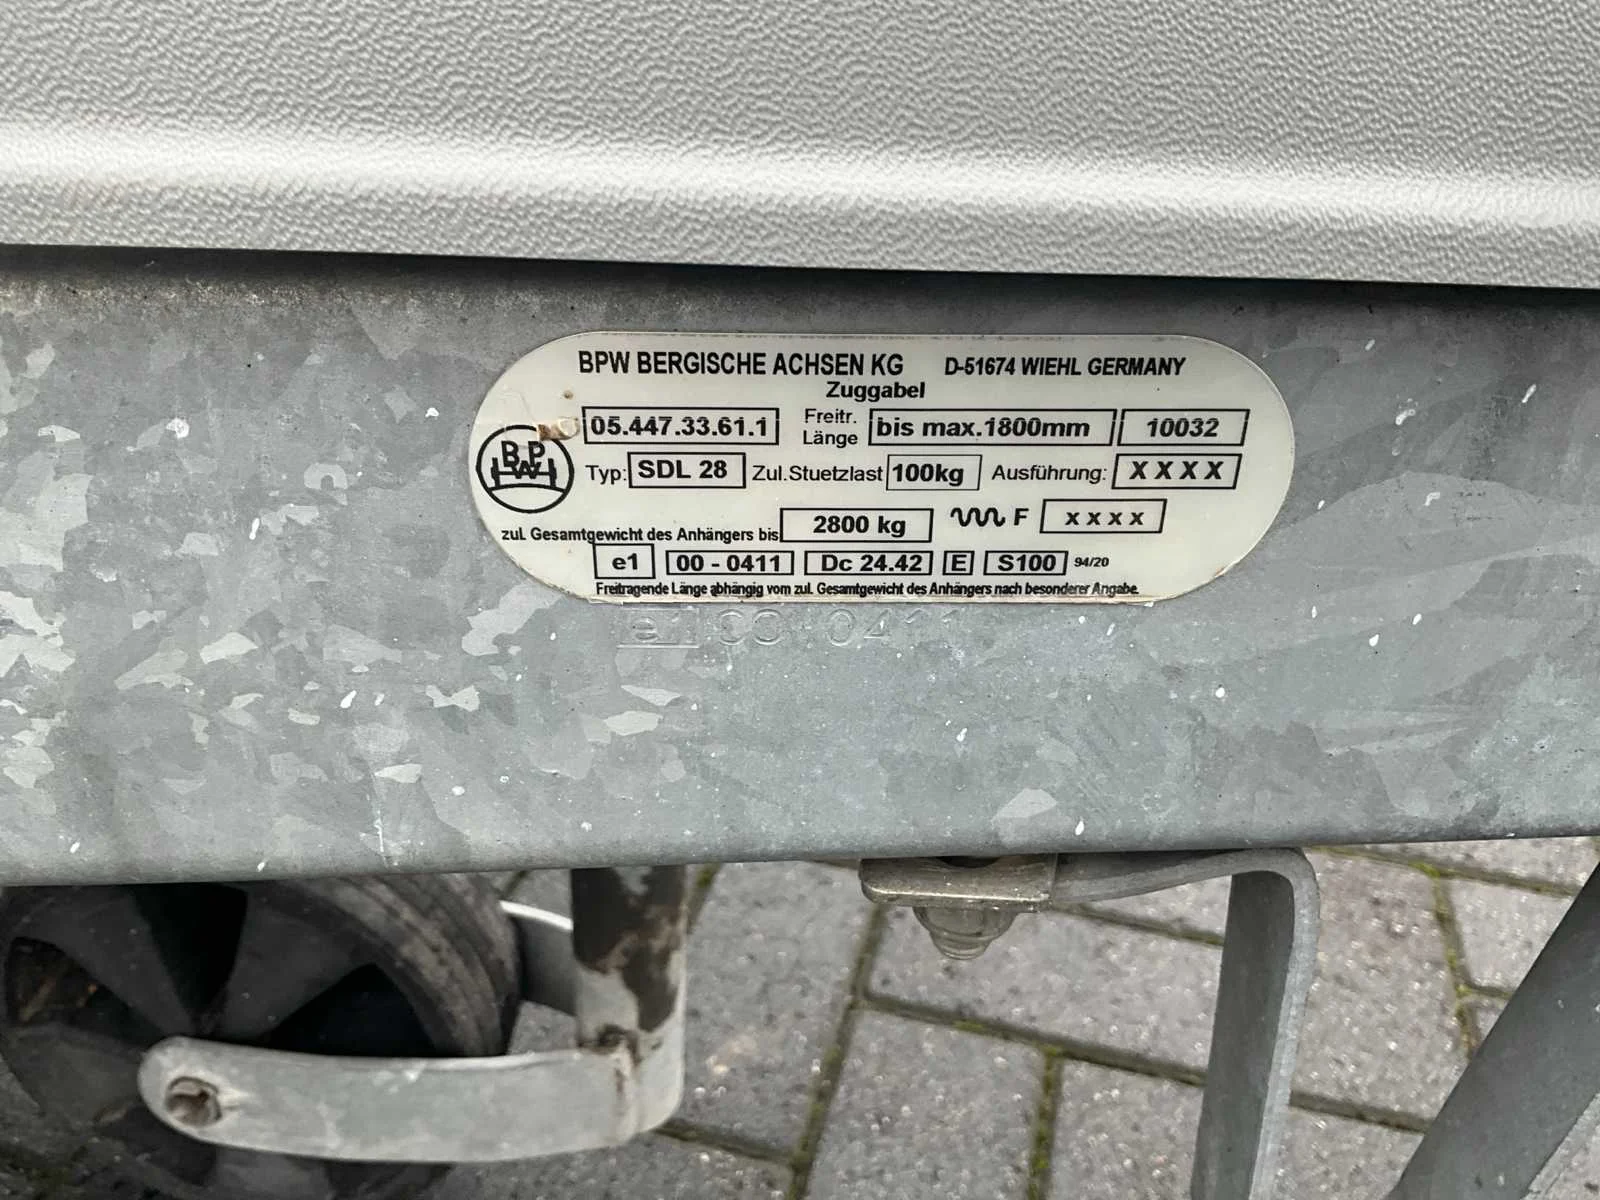 BPW BERGISCHE ACHSEN KG D-51674 WIEHL GERMANY
Zuggabel
05.447.33.61.1 Freitr. Länge bis max.1800mm 10032
BPW Typ: SDL 28 Zul.Stuetzlast 100kg Ausführung: X X X X
zul. Gesamtgewicht des Anhängers bis 2800 kg F x x x x
e1 00 - 0411 Dc 24.42 E S100 94/20
Freitragende Länge abhängig vom zul. Gesamtgewicht des Anhängers nach besonderer Angabe.
e1 00 0411